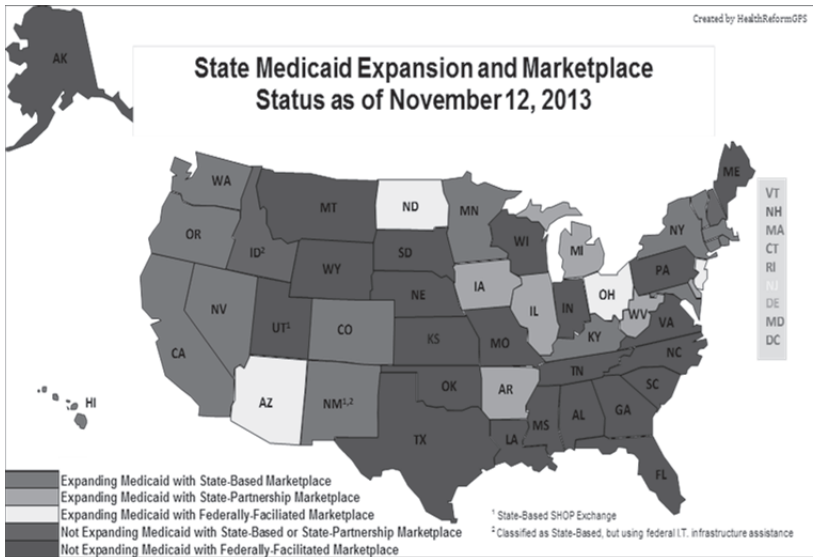 Created by HealthReformGPS
State Medicaid Expansion and Marketplace
Status as of November 12, 2013
AK
WA
OR
ID²
MT
ND
MN
WI
MI
NY
ME
VT
NH
MA
CT
RI
NJ
DE
MD
DC
WY
SD
IA
NE
NV
UT¹
CO
CA
AZ
NM¹,²
KS
MO
IL
IN
OH
PA
WV
VA
KY
NC
TN
SC
OK
AR
TX
LA
MS
AL
GA
FL
HI
Expanding Medicaid with State-Based Marketplace
Expanding Medicaid with State-Partnership Marketplace
Expanding Medicaid with Federally-Faciliated Marketplace
Not Expanding Medicaid with State-Based or State-Partnership Marketplace
Not Expanding Medicaid with Federally-Facilitated Marketplace
¹ State-Based SHOP Exchange
² Classified as State-Based, but using federal I.T. infrastructure assistance